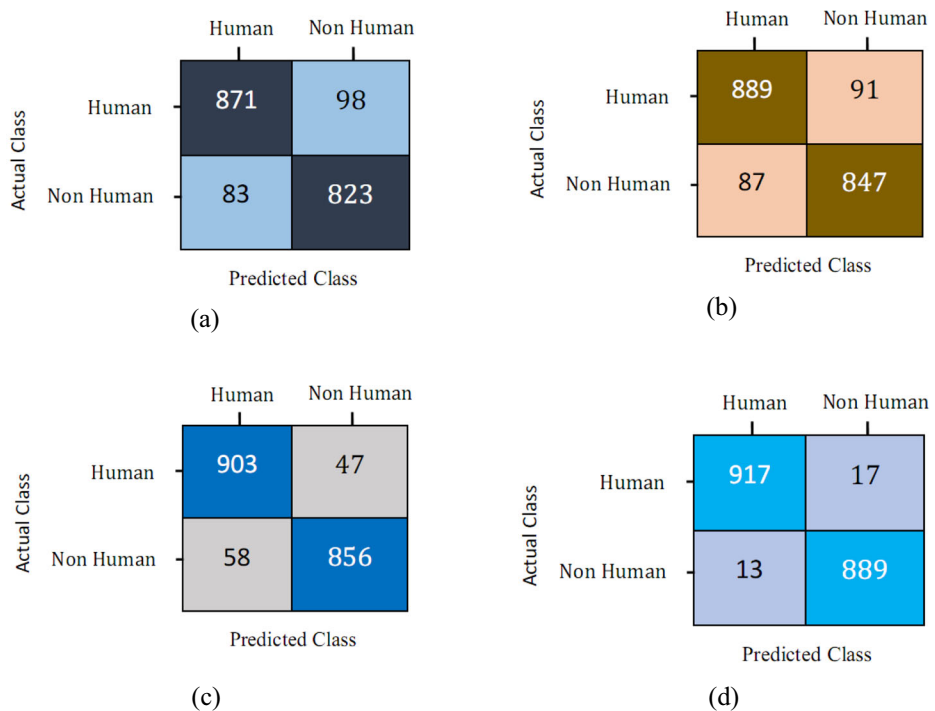 Human Non Human
Actual Class
Human 871 98
Non Human 83 823
Predicted Class
(a)
Human Non Human
Actual Class
Human 889 91
Non Human 87 847
Predicted Class
(b)
Human Non Human
Actual Class
Human 903 47
Non Human 58 856
Predicted Class
(c)
Human Non Human
Actual Class
Human 917 17
Non Human 13 889
Predicted Class
(d)